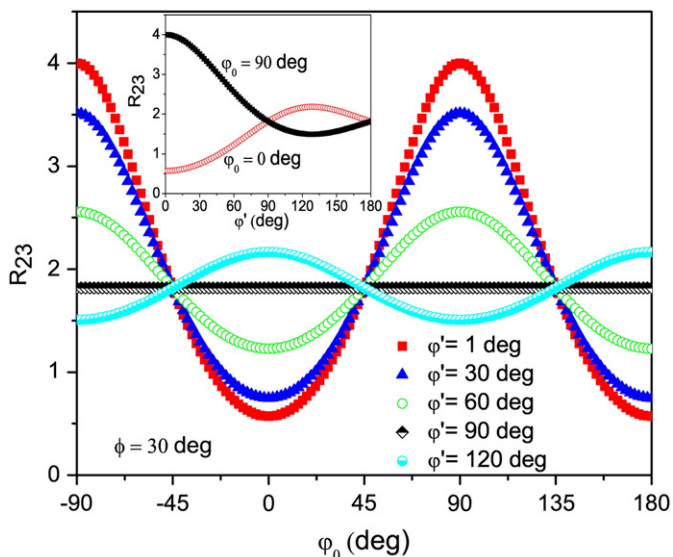 4
3
2
1
0
R23
-90
-45
0
45
90
135
180
φ0 (deg)
4
3
2
1
0
R23
0
30
60
90
120
150
180
φ' (deg)
φ0 = 90 deg
φ0 = 0 deg
φ'= 1 deg
φ'= 30 deg
φ'= 60 deg
φ'= 90 deg
φ'= 120 deg
ϕ = 30 deg